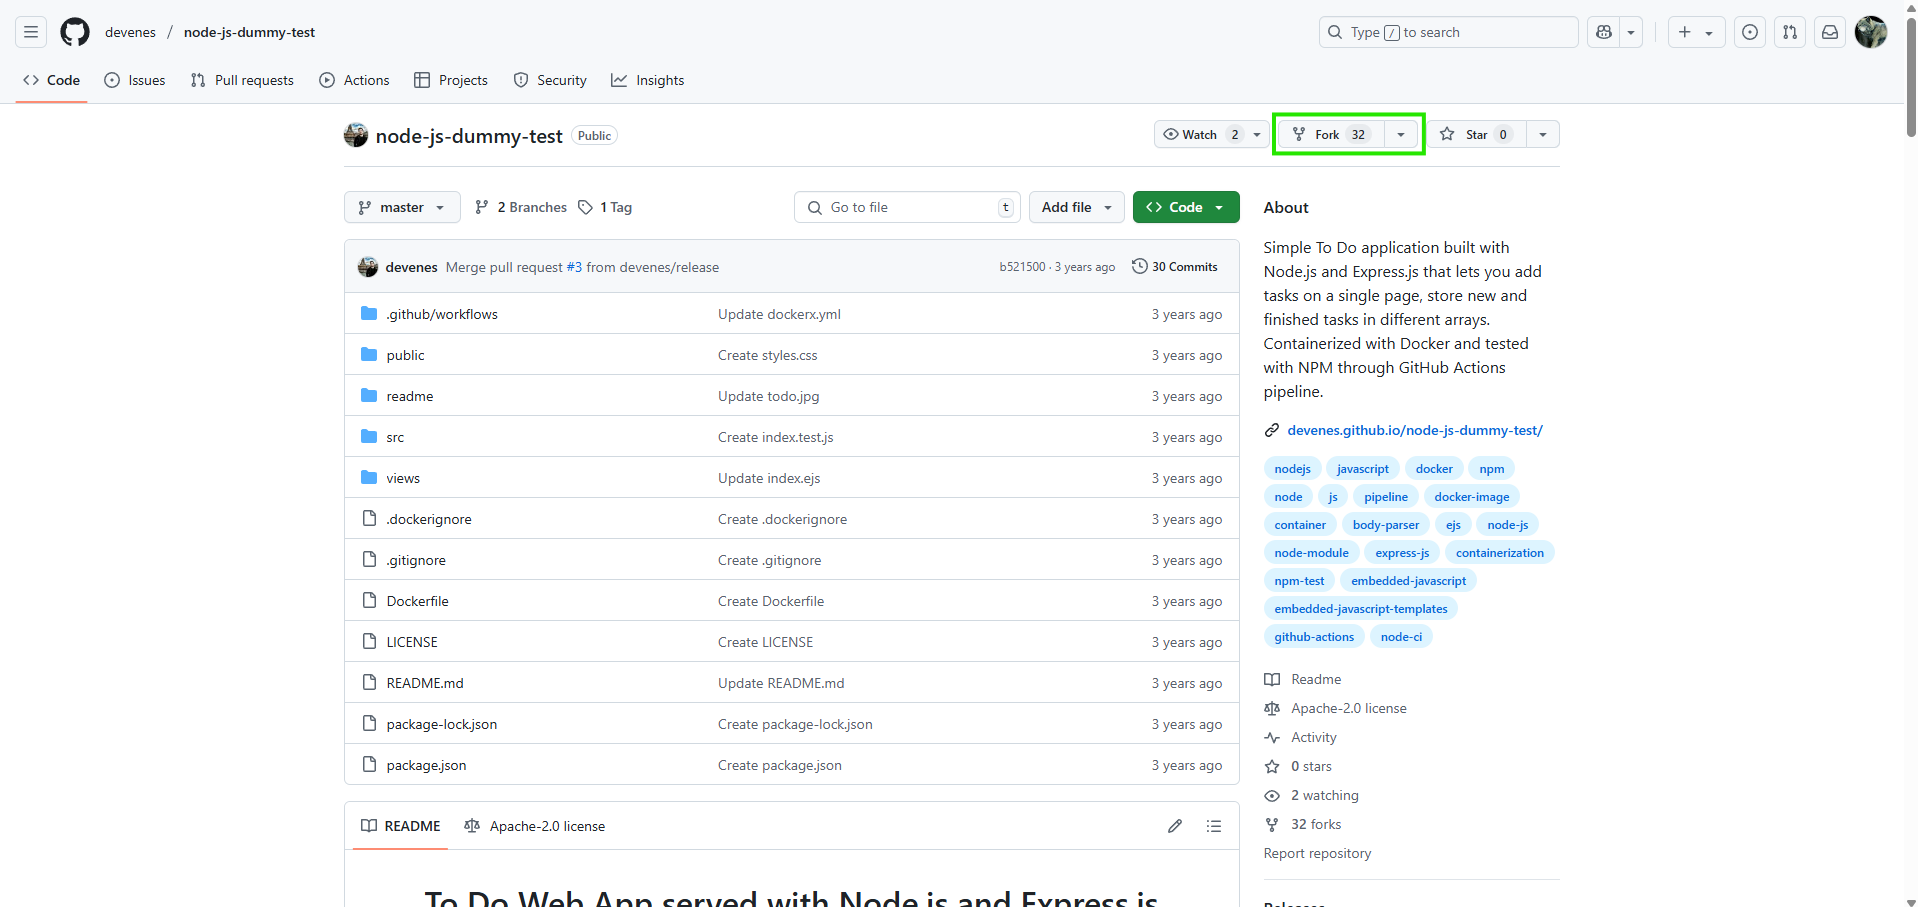 devenes / node-js-dummy-test
Type / to search
Code Issues Pull requests Actions Projects Security Insights
node-js-dummy-test Public
Watch 2 Fork 32 Star 0
master 2 Branches 1 Tag Go to file t Add file Code
devenes Merge pull request #3 from devenes/release b521500 · 3 years ago 30 Commits
.github/workflows Update dockerx.yml 3 years ago
public Create styles.css 3 years ago
readme Update todo.jpg 3 years ago
src Create index.test.js 3 years ago
views Update index.ejs 3 years ago
.dockerignore Create .dockerignore 3 years ago
.gitignore Create .gitignore 3 years ago
Dockerfile Create Dockerfile 3 years ago
LICENSE Create LICENSE 3 years ago
README.md Update README.md 3 years ago
package-lock.json Create package-lock.json 3 years ago
package.json Create package.json 3 years ago
README Apache-2.0 license
To Do Web App served with Node.js and Express.js
About
Simple To Do application built with
Node.js and Express.js that lets you add
tasks on a single page, store new and
finished tasks in different arrays.
Containerized with Docker and tested
with NPM through GitHub Actions
pipeline.
devenes.github.io/node-js-dummy-test/
nodejs javascript docker npm
node js pipeline docker-image
container body-parser ejs node-js
node-module express-js containerization
npm-test embedded-javascript
embedded-javascript-templates
github-actions node-ci
Readme
Apache-2.0 license
Activity
0 stars
2 watching
32 forks
Report repository
Releases